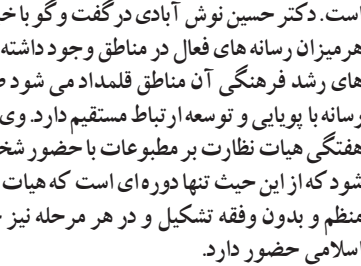 است. دکتر حسین نوش آبادی در گفت و گو با خ
هر میزان رسانه های فعال در مناطق وجود داشته
های رشد فرهنگی آن مناطق قلمداد می شود
رسانه با پویایی و توسعه ارتباط مستقیم دارد. وی
هفتگی هیات نظارت بر مطبوعات با حضور شخ
شود که از این حیث تنها دوره ای است که هیات
منظم و بدون وقفه تشکیل و در هر مرحله نیز
اسلامی حضور دارد.